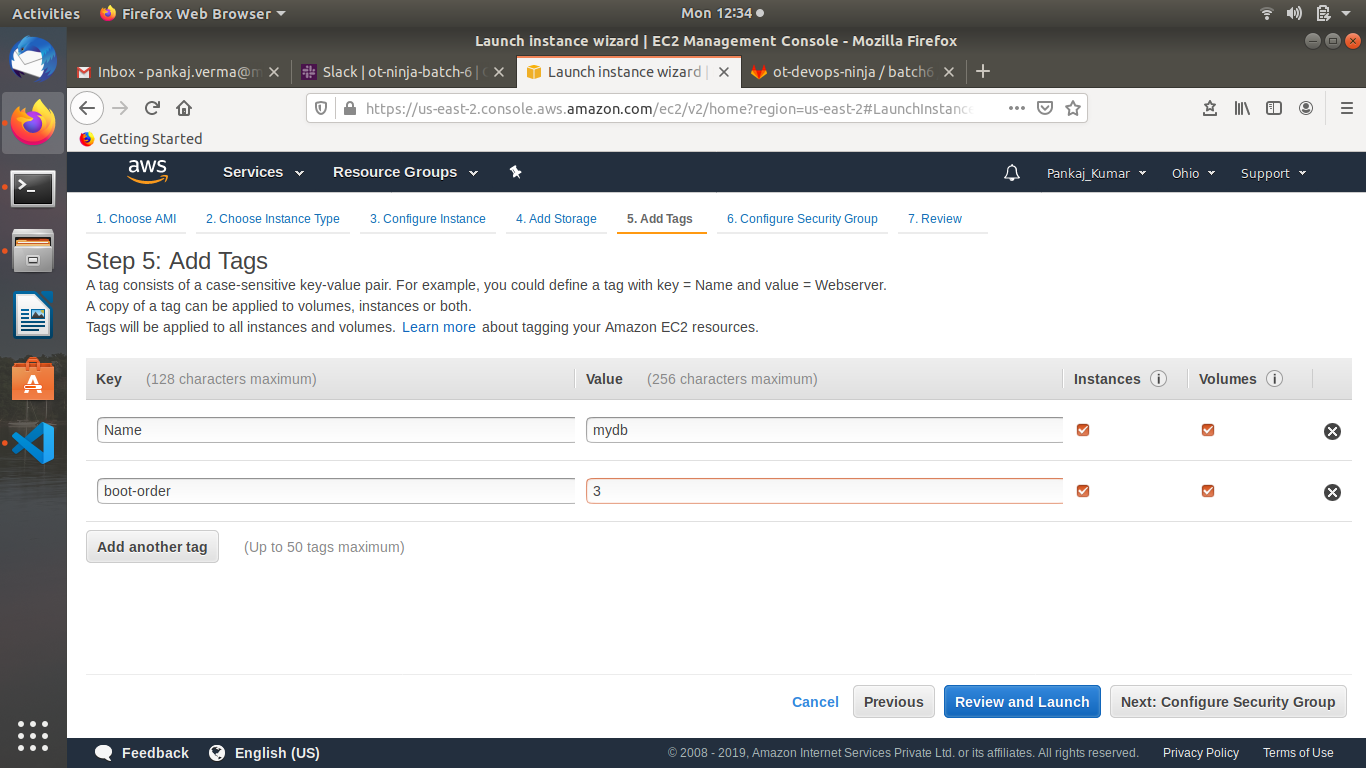 Activities Firefox Web Browser Mon 12:34
Launch instance wizard | EC2 Management Console - Mozilla Firefox
Inbox - pankaj.verma@m Slack | ot-ninja-batch-6 | Launch instance wizard | ot-devops-ninja / batch6
https://us-east-2.console.aws.amazon.com/ec2/v2/home?region=us-east-2#LaunchInstance
Getting Started
aws Services Resource Groups Pankaj_Kumar Ohio Support
1. Choose AMI 2. Choose Instance Type 3. Configure Instance 4. Add Storage 5. Add Tags 6. Configure Security Group 7. Review
Step 5: Add Tags
A tag consists of a case-sensitive key-value pair. For example, you could define a tag with key = Name and value = Webserver.
A copy of a tag can be applied to volumes, instances or both.
Tags will be applied to all instances and volumes. Learn more about tagging your Amazon EC2 resources.
Key (128 characters maximum) Value (256 characters maximum) Instances i Volumes i
Name mydb
boot-order 3
Add another tag (Up to 50 tags maximum)
Cancel Previous Review and Launch Next: Configure Security Group
Feedback English (US) © 2008 - 2019, Amazon Internet Services Private Ltd. or its affiliates. All rights reserved. Privacy Policy Terms of Use